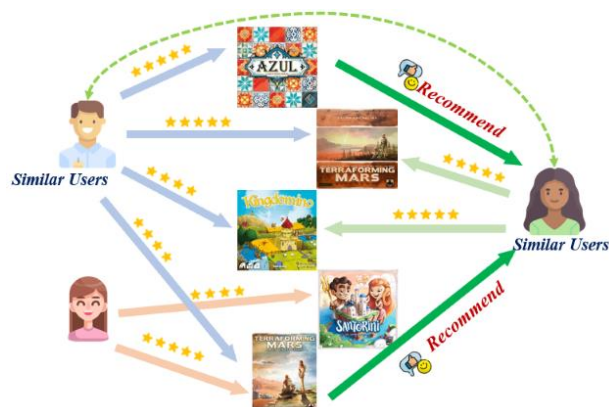 AZUL
Recommend
TERRAFORMING
MARS
Similar Users
Kingdomino
Similar Users
SANTORINI
TERRAFORMING
MARS
Recommend